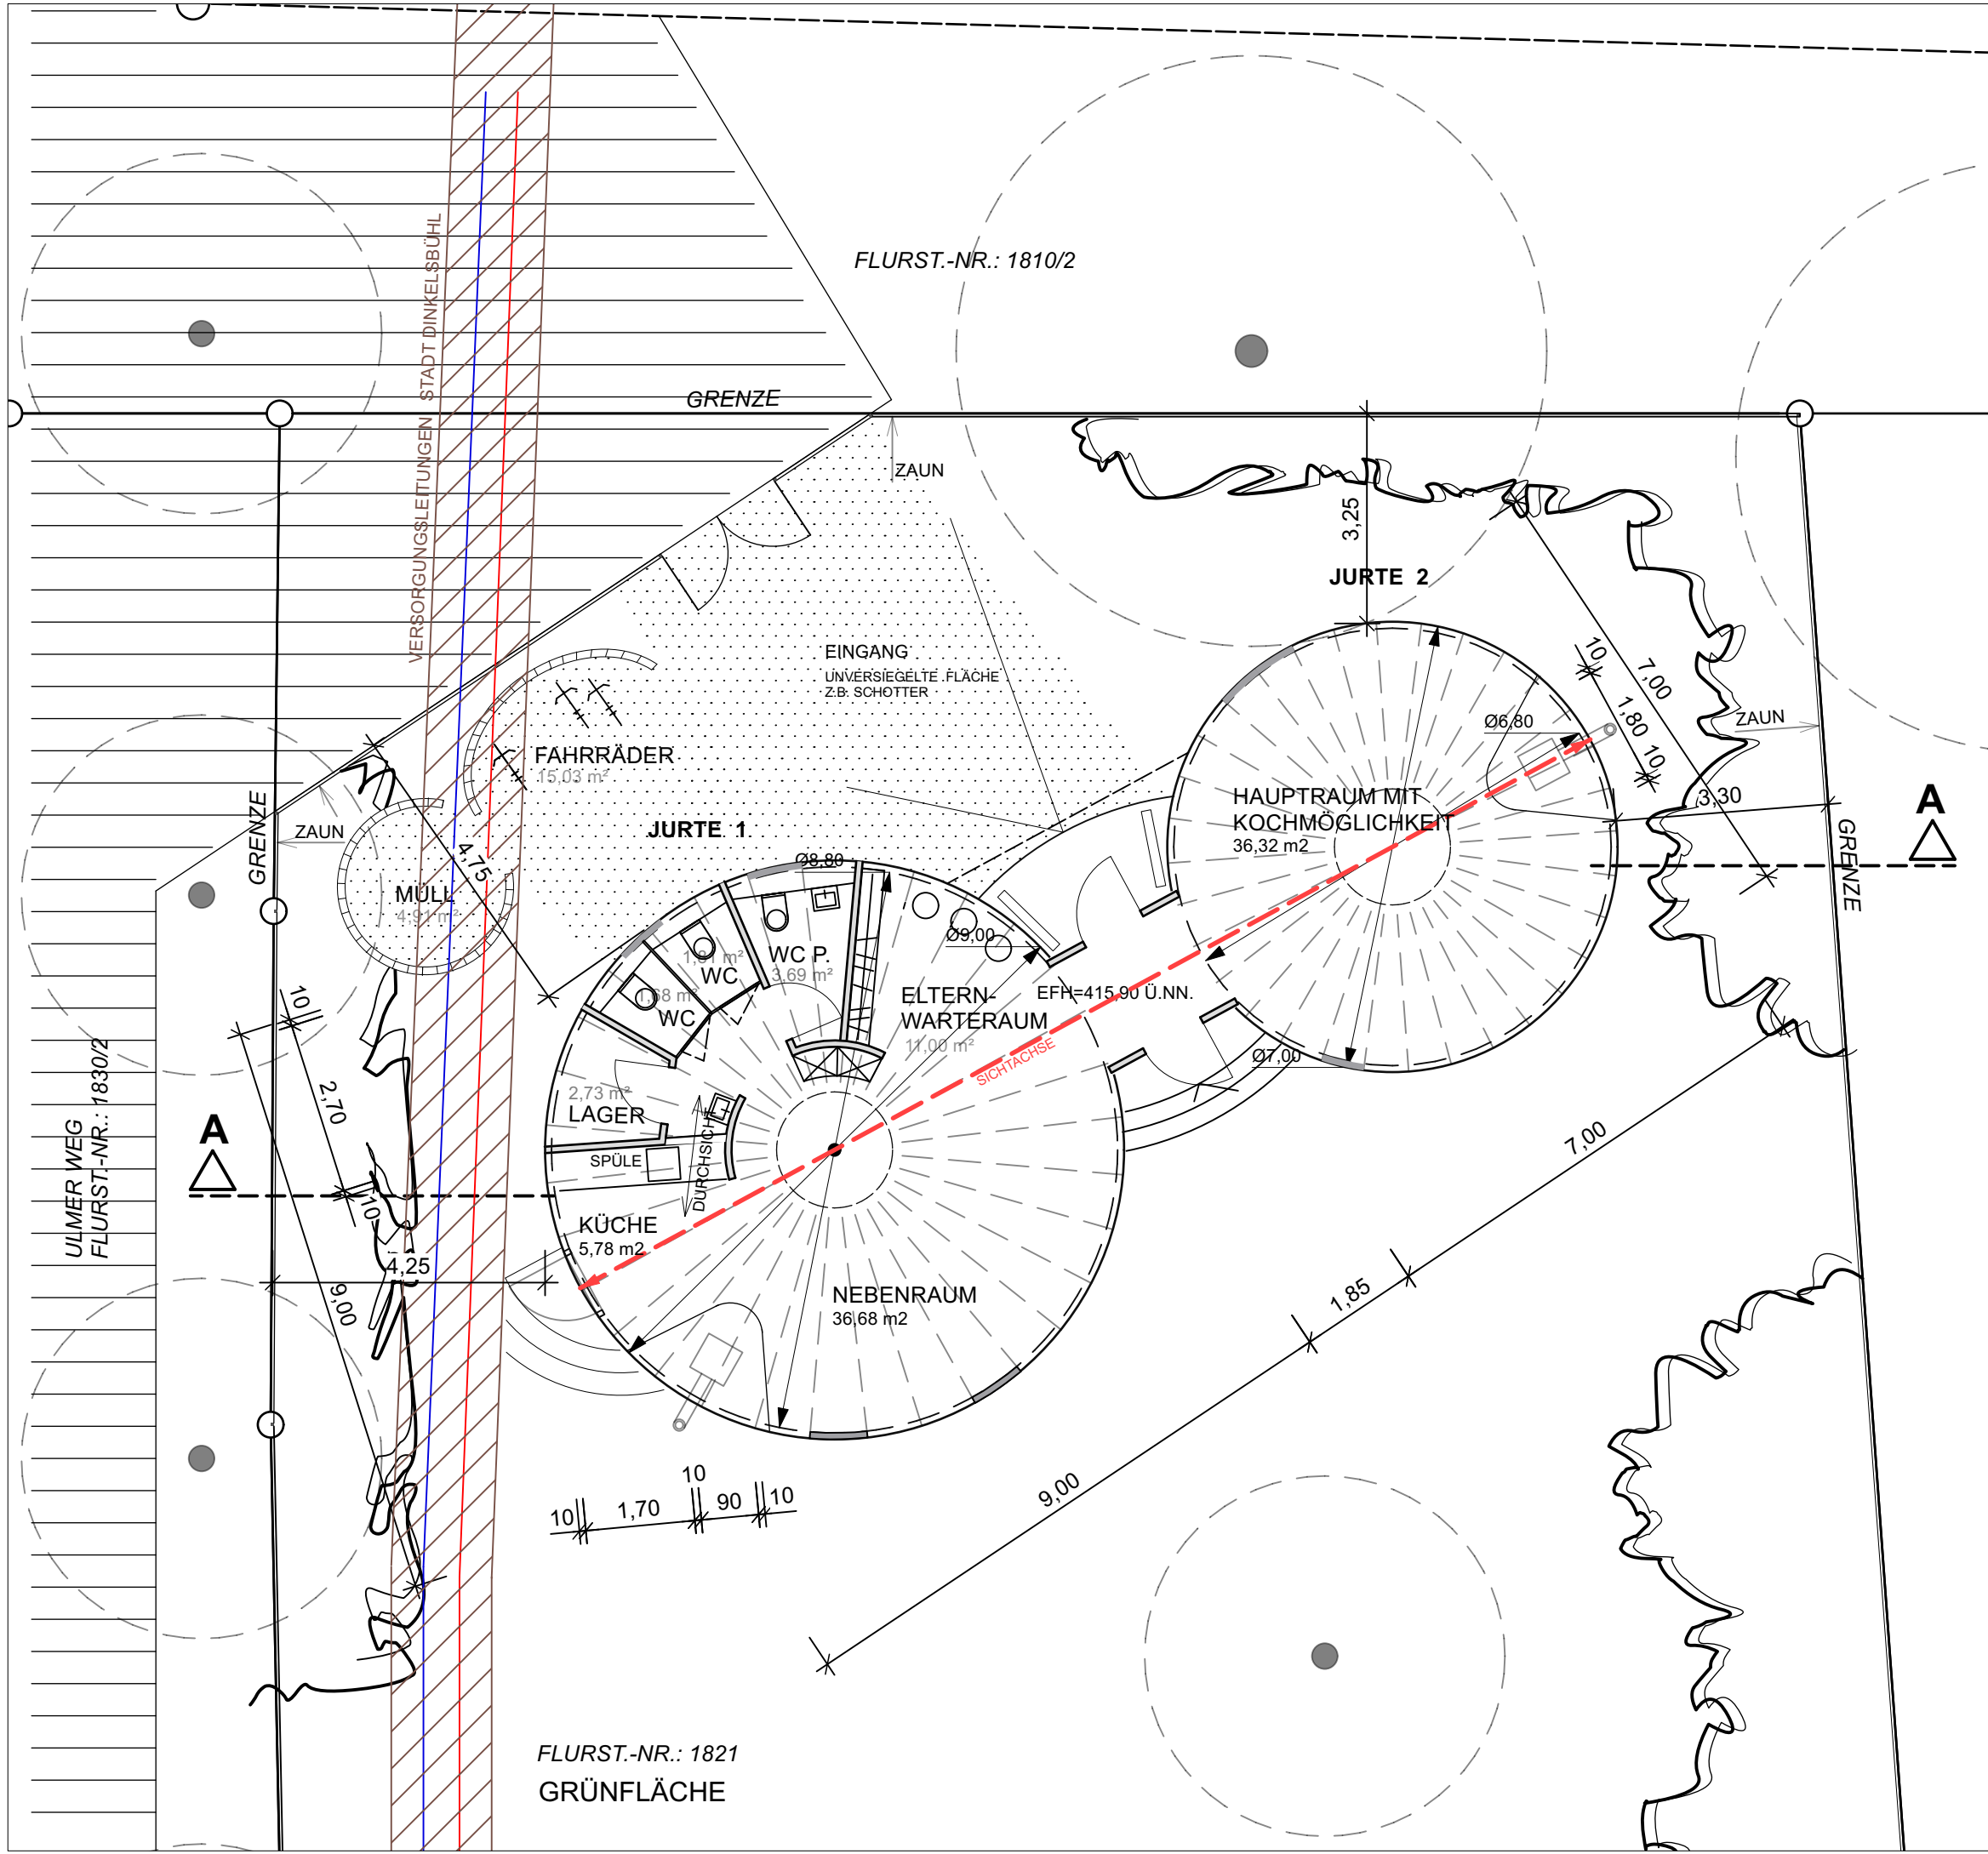 FLURST.-NR.: 1810/2
VERSORGUNGSLEITUNGEN STADT DINKELSBÜHL
GRENZE
ZAUN
3,25
JURTE 2
EINGANG
UNVERSIEGELTE FLÄCHE
Z.B. SCHOTTER
10
7,00
1,80
10
Ø6,80
ZAUN
FAHRRÄDER
15,03 m²
HAUPTRAUM MIT
KOCHMÖGLICHKEIT
36,32 m2
3,30
A
GRENZE
GRENZE
ZAUN
JURTE 1
4,75
Ø8,80
MÜLL
4,91 m²
Ø9,00
WC P.
3,69 m²
WC
1,68 m²
WC
ELTERN-
WARTERAUM
11,00 m²
EFH=415,90 Ü.NN.
SICHTACHSE
Ø7,00
10
2,70
10
9,00
2,73 m²
LAGER
SPÜLE
DURCHSICHT
A
ULMER WEG
FLURST.-NR.: 1830/2
KÜCHE
5,78 m2
4,25
NEBENRAUM
36,68 m2
7,00
1,85
9,00
10
1,70
10
90
10
FLURST.-NR.: 1821
GRÜNFLÄCHE